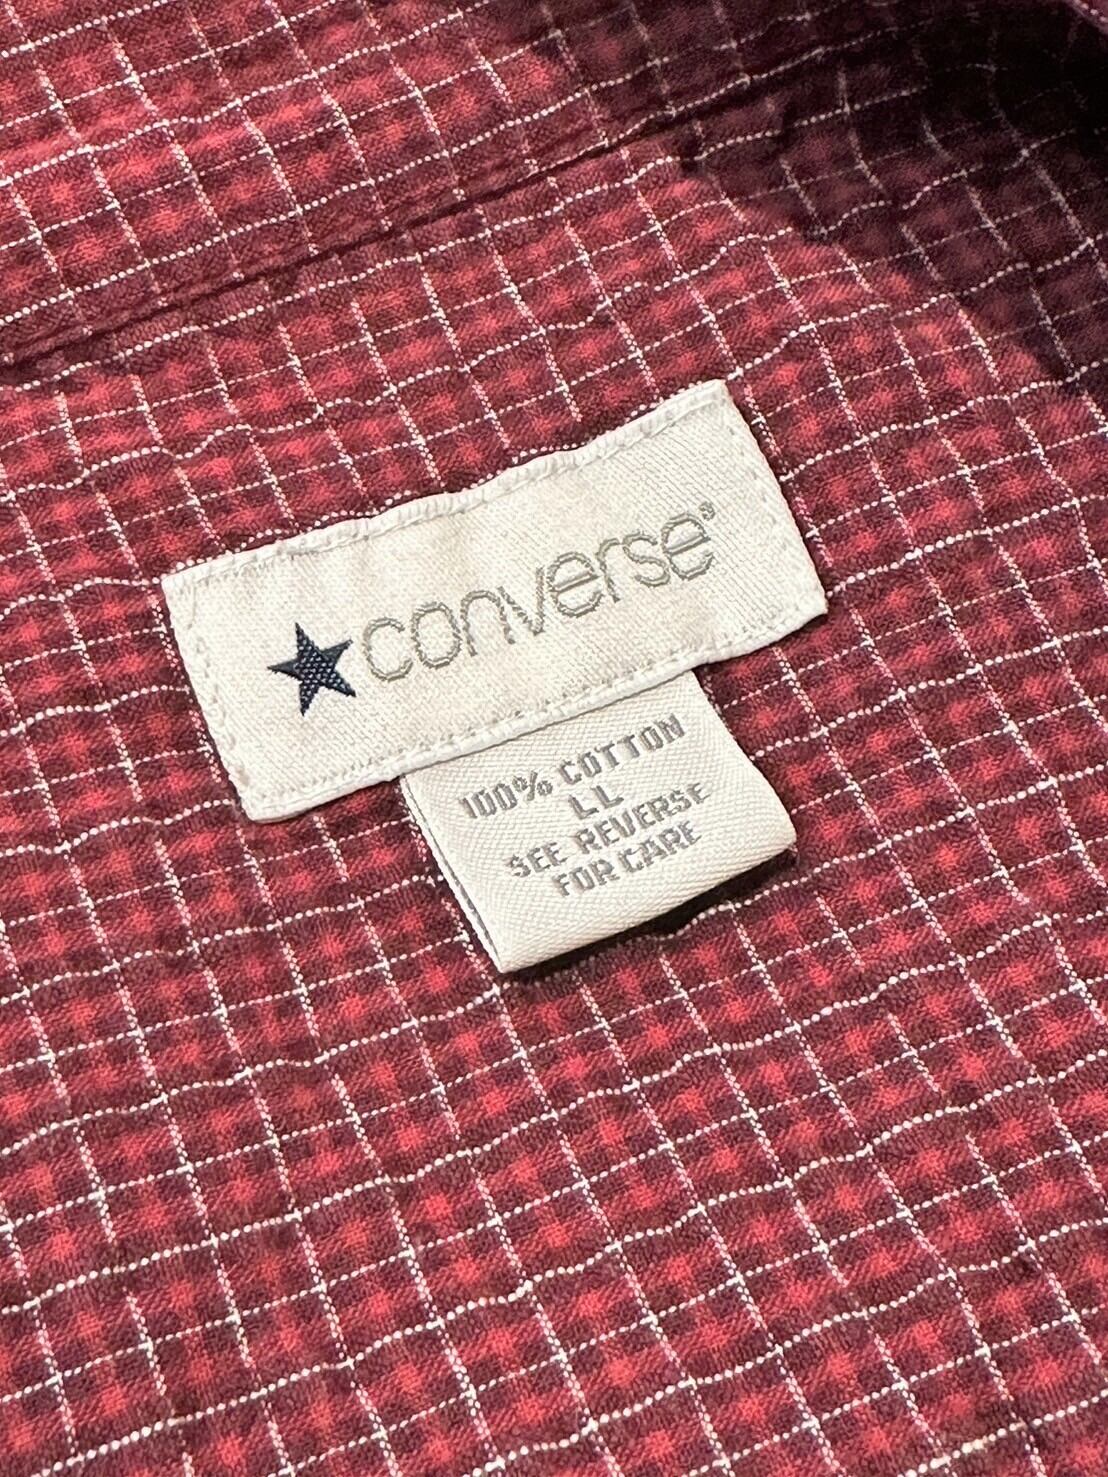 converse®
100% COTTON
LL
SEE REVERSE
FOR CARE